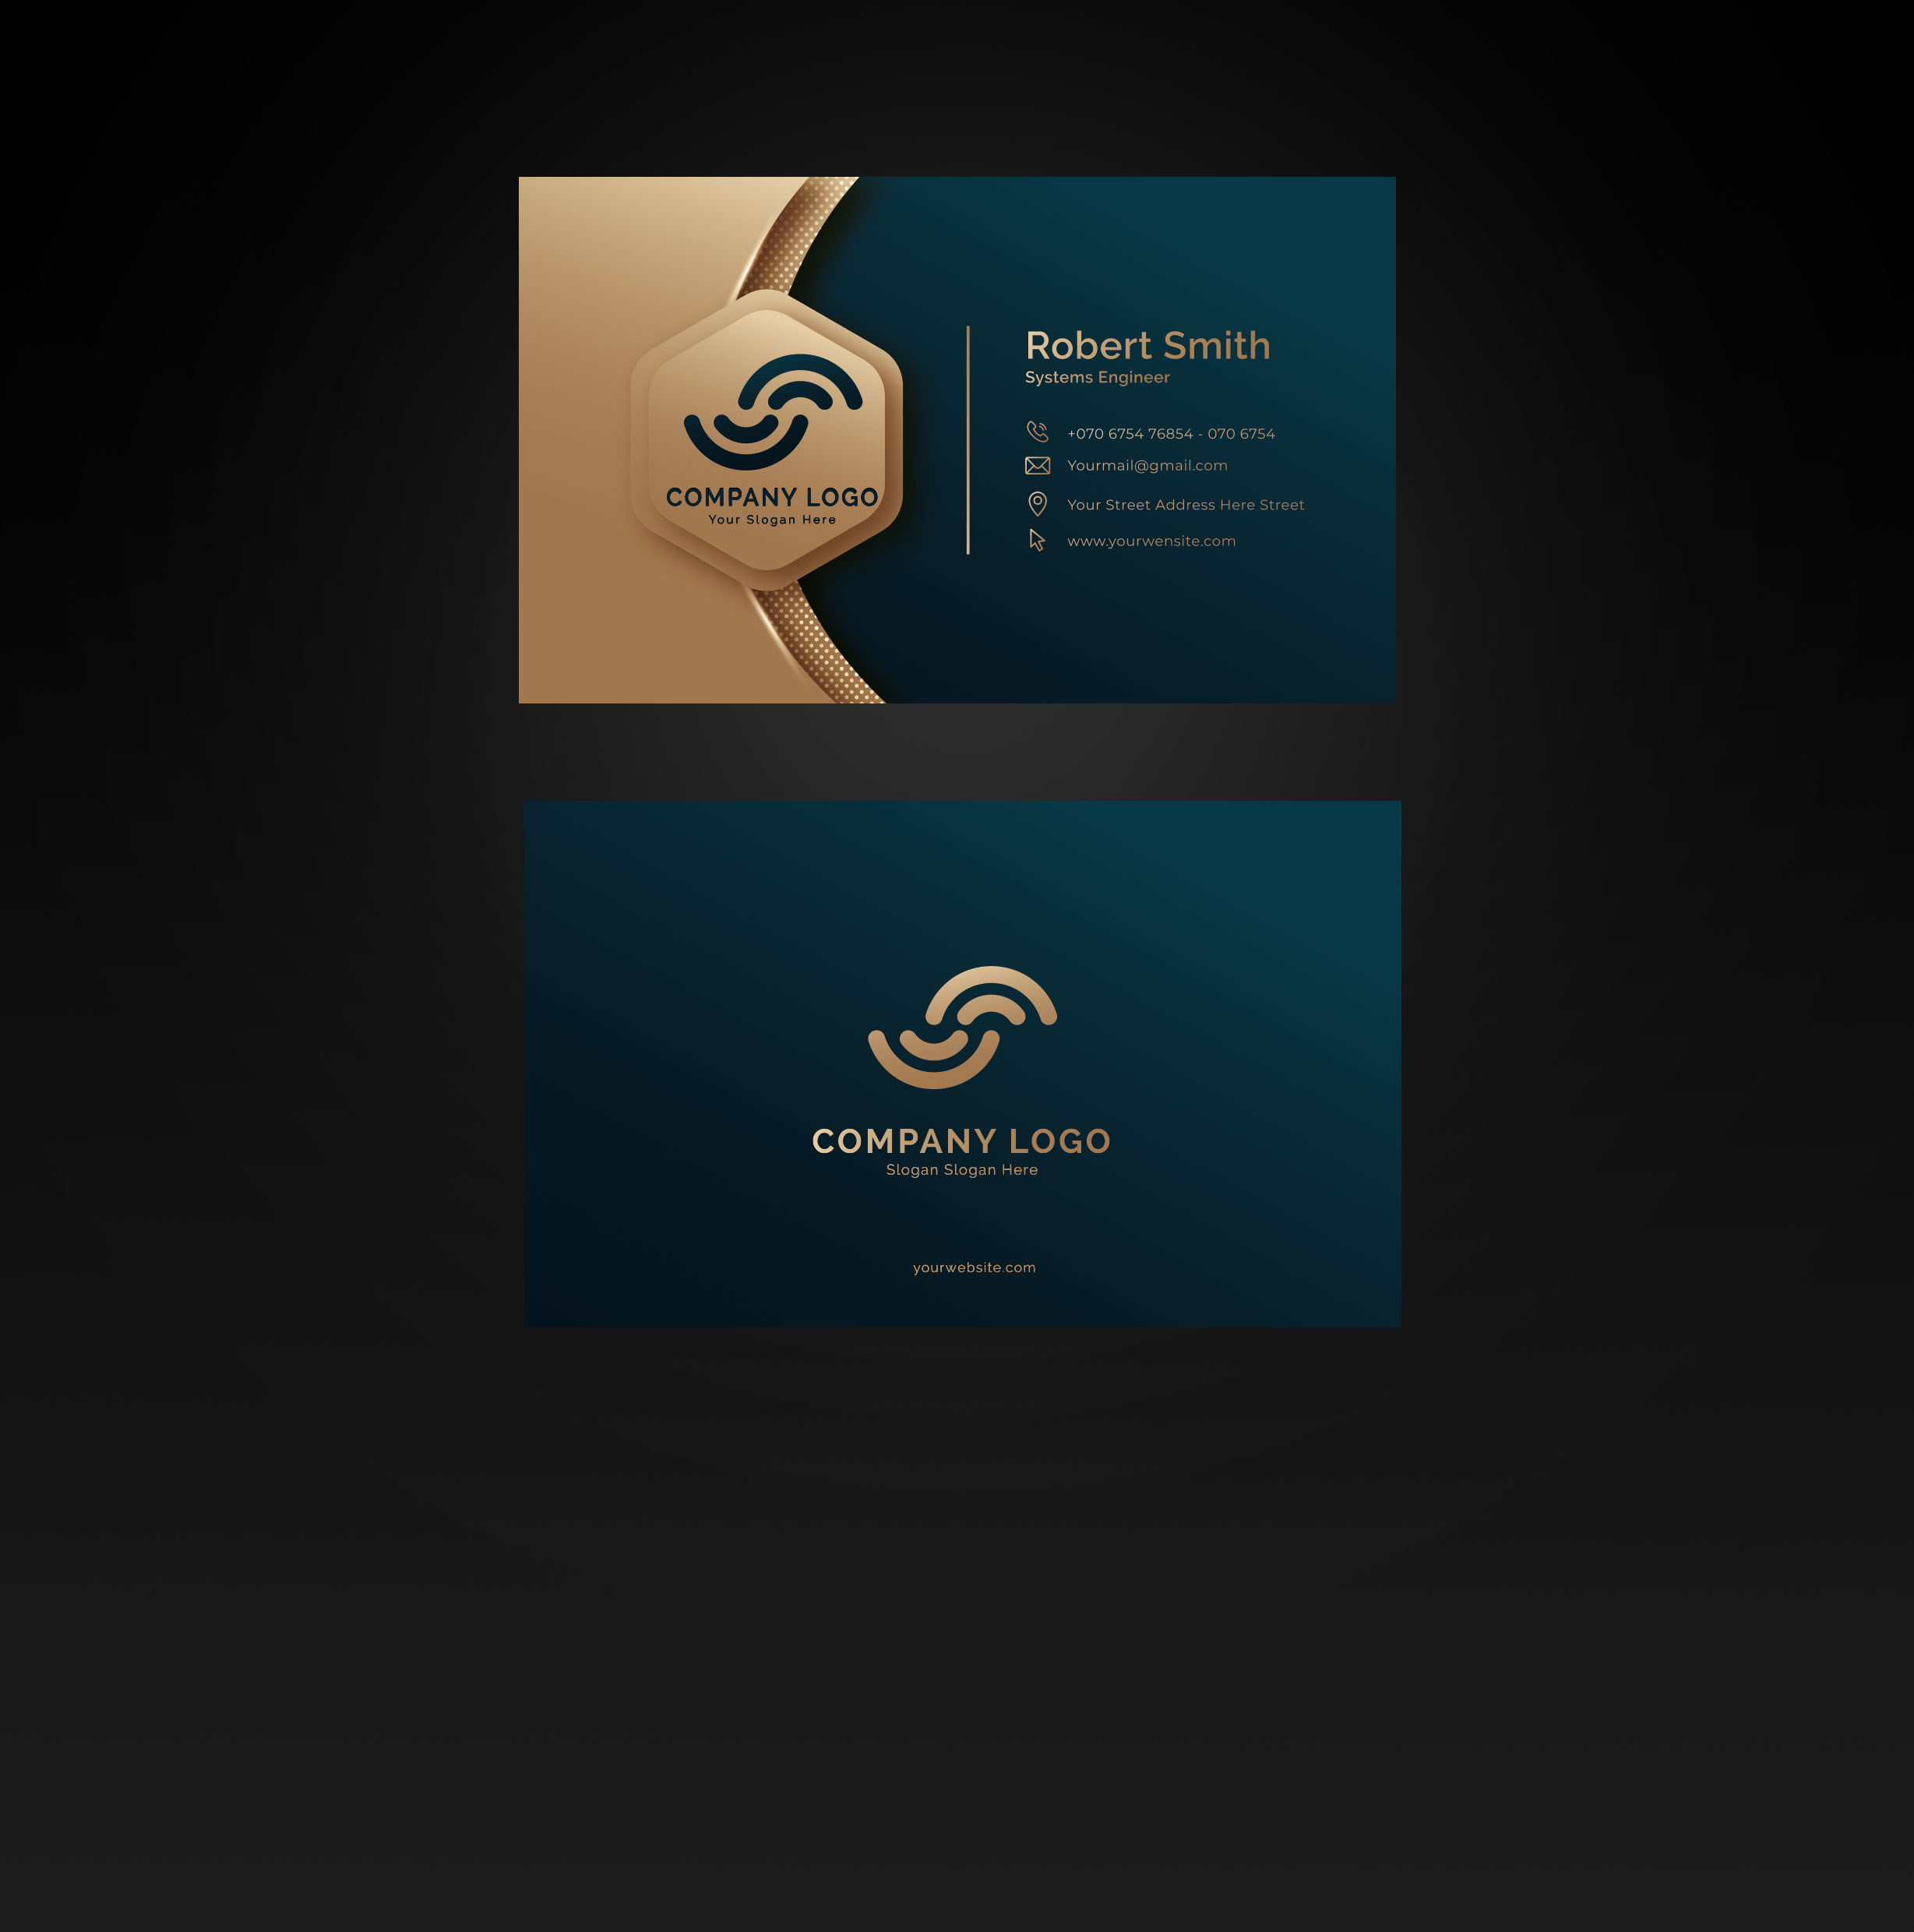 COMPANY LOGO
Your Slogan Here
Robert Smith
Systems Engineer
+070 6754 76854 - 070 6754
Yourmail@gmail.com
Your Street Address Here Street
www.yourwensite.com
COMPANY LOGO
Slogan Slogan Here
yourwebsite.com